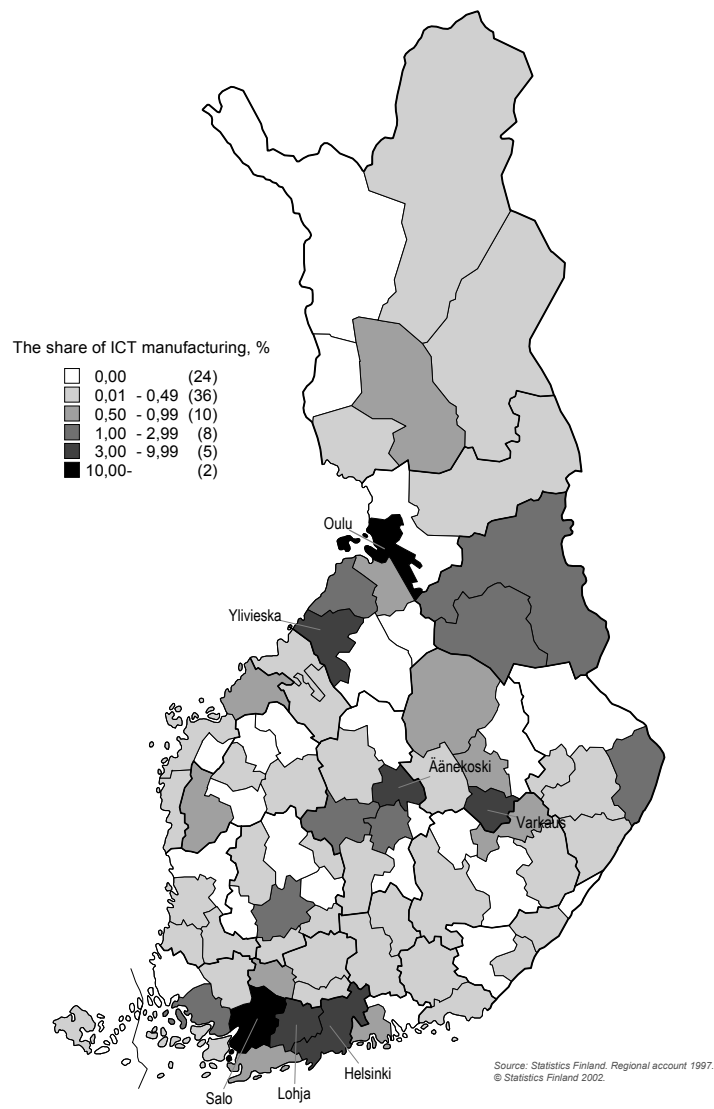 The share of ICT manufacturing, %
0,00 (24)
0,01 - 0,49 (36)
0,50 - 0,99 (10)
1,00 - 2,99 (8)
3,00 - 9,99 (5)
10,00- (2)
Oulu
Ylivieska
Äänekoski
Varkaus
Helsinki
Lohja
Salo
Source: Statistics Finland. Regional account 1997.
© Statistics Finland 2002.